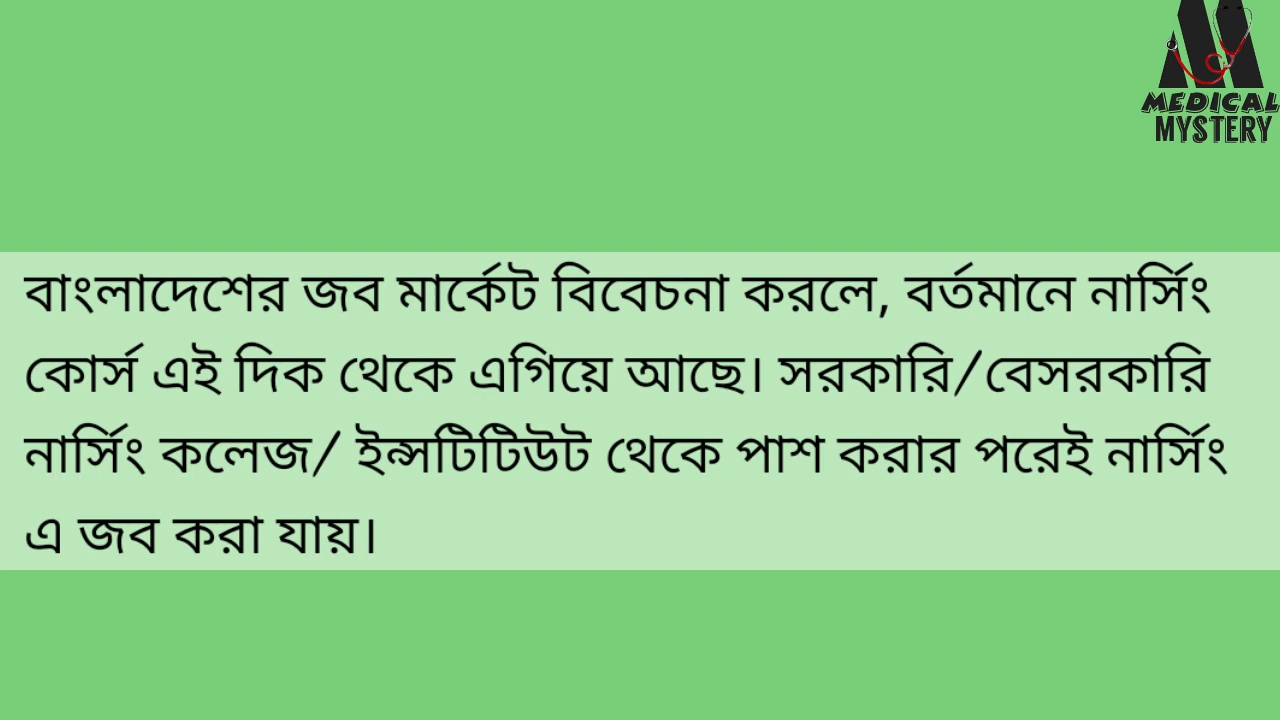 MEDICAL
MYSTERY
বাংলাদেশের জব মার্কেট বিবেচনা করলে, বর্তমানে নার্সিং
কোর্স এই দিক থেকে এগিয়ে আছে। সরকারি/বেসরকারি
নার্সিং কলেজ/ ইন্সটিটিউট থেকে পাশ করার পরেই নার্সিং
এ জব করা যায়।